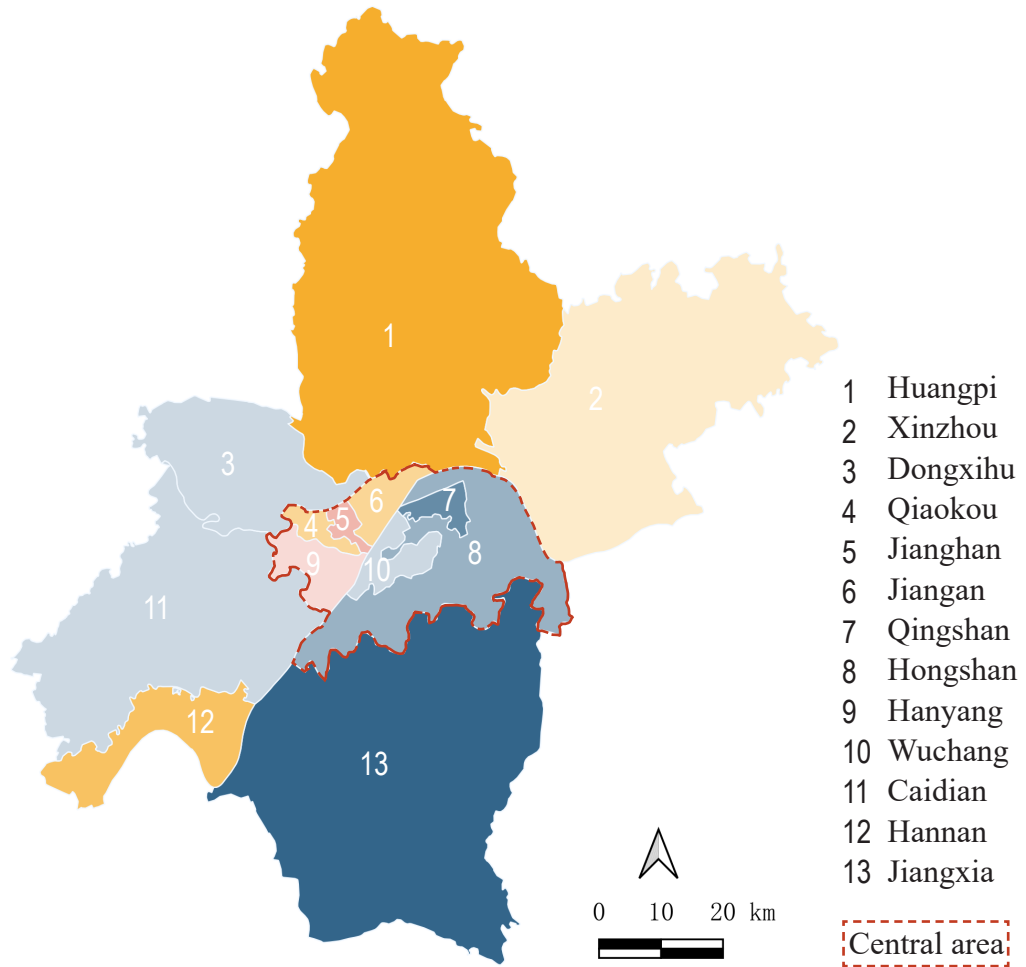 1
2
3
6
7
5
4
8
9
10
11
12
13
1 Huangpi
2 Xinzhou
3 Dongxihu
4 Qiaokou
5 Jianghan
6 Jiangan
7 Qingshan
8 Hongshan
9 Hanyang
10 Wuchang
11 Caidian
12 Hannan
13 Jiangxia
0 10 20 km
Central area